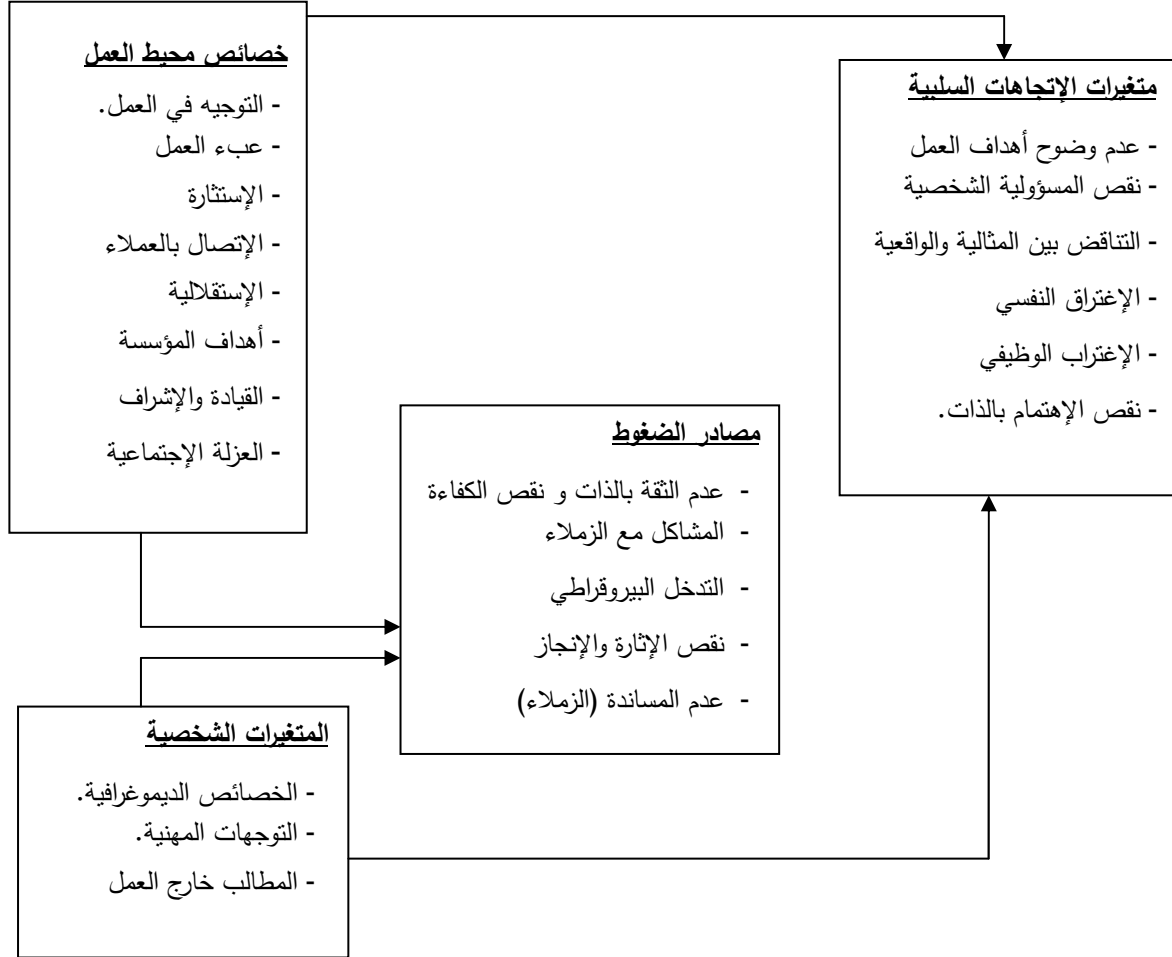 خصائص محيط العمل
- التوجيه في العمل.
- عبء العمل
- الإستثارة
- الإتصال بالعملاء
- الإستقلالية
- أهداف المؤسسة
- القيادة والإشراف
- العزلة الإجتماعية
متغيرات الإتجاهات السلبية
- عدم وضوح أهداف العمل
- نقص المسؤولية الشخصية
- التناقض بين المثالية والواقعية
- الإغتراق النفسي
- الإغتراب الوظيفي
- نقص الإهتمام بالذات.
مصادر الضغوط
- عدم الثقة بالذات و نقص الكفاءة
- المشاكل مع الزملاء
- التدخل البيروقراطي
- نقص الإثارة والإنجاز
- عدم المساندة (الزملاء)
المتغيرات الشخصية
- الخصائص الديموغرافية.
- التوجهات المهنية.
- المطالب خارج العمل